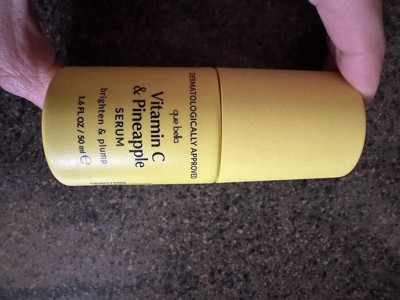 DERMATOLOGICALLY APPROVED
que bella
Vitamin C
& Pineapple
SERUM
brighten & plump
1.6 FL OZ / 50 ml ℮